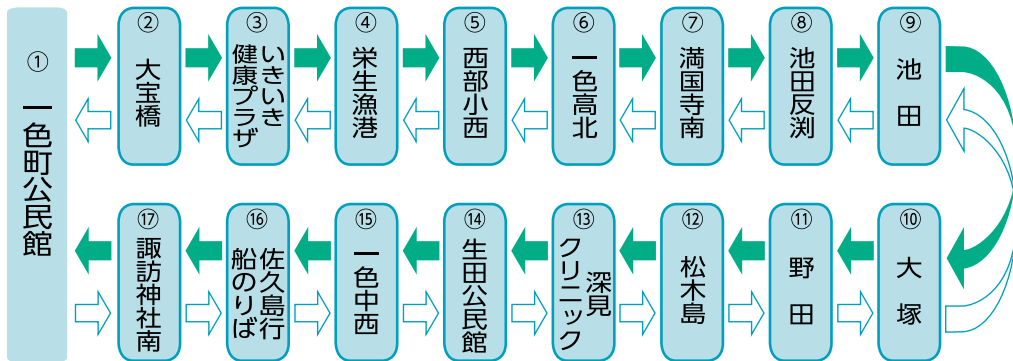 ①
一色町公民館
②
大宝橋
③
いきいき
健康プラザ
④
栄生漁港
⑤
西部小西
⑥
一色高北
⑦
満国寺南
⑧
池田反渕
⑨
池田
⑩
大塚
⑪
野田
⑫
松木島
⑬
深見
クリニック
⑭
生田公民館
⑮
一色中西
⑯
佐久島行
船のりば
⑰
諏訪神社南